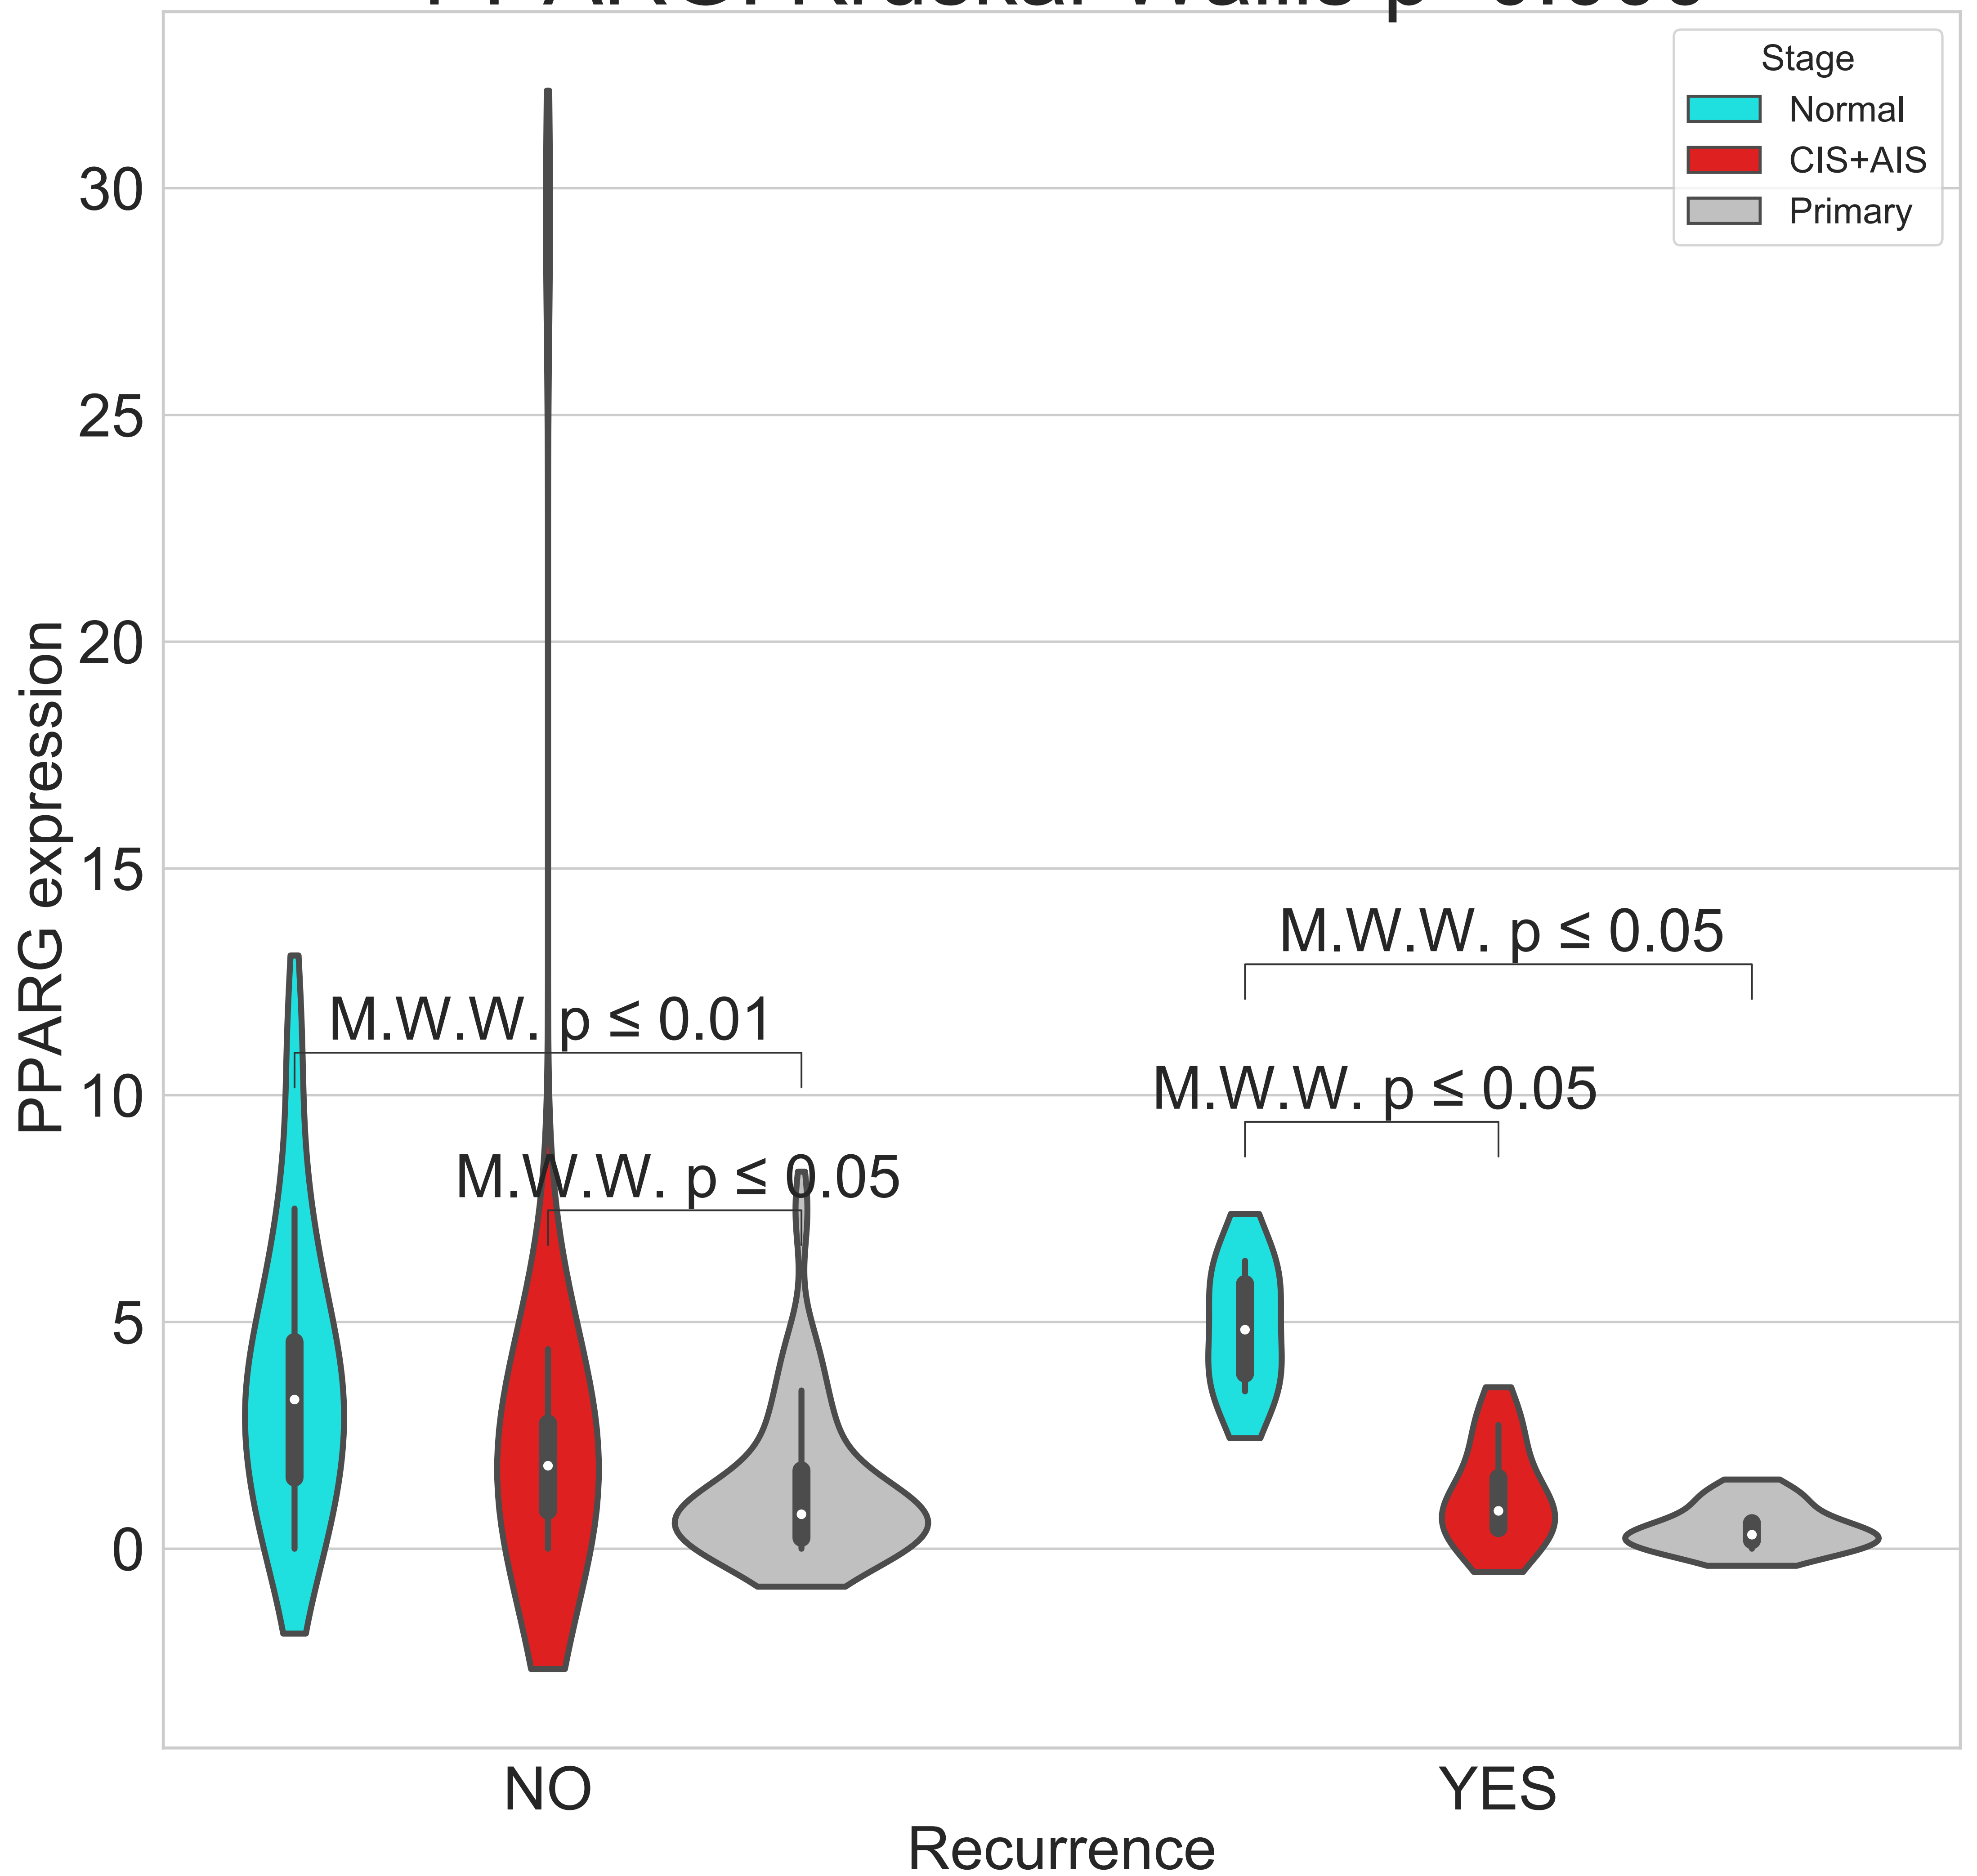 Stage
Normal
CIS+AIS
Primary
30
25
20
15
10
5
0
PPARG expression
M.W.W. p ≤ 0.05
M.W.W. p ≤ 0.01
M.W.W. p ≤ 0.05
M.W.W. p ≤ 0.05
NO
YES
Recurrence